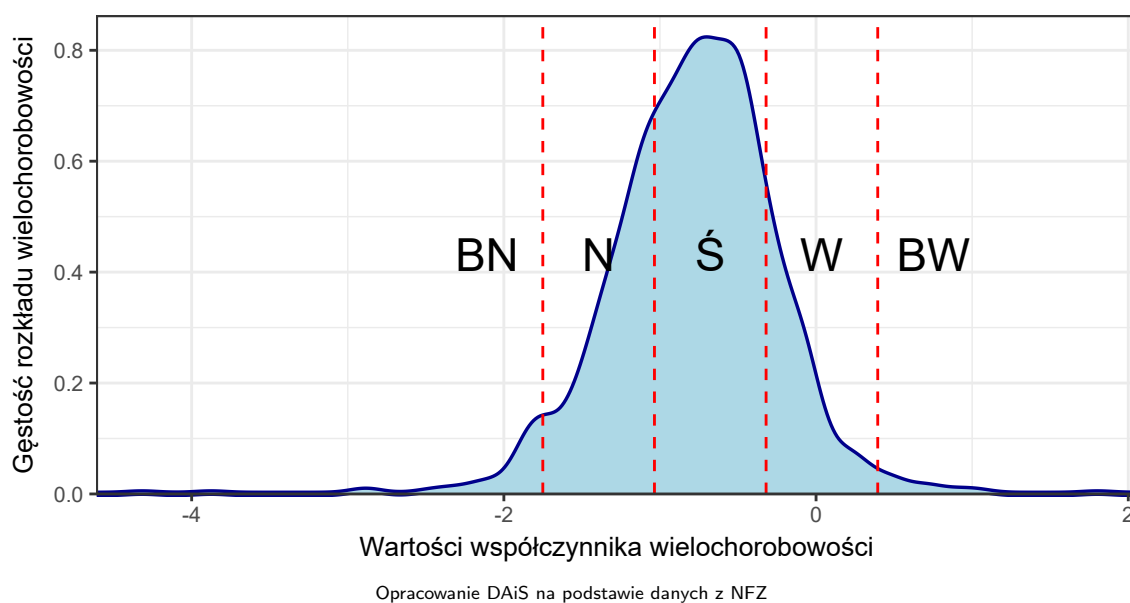 Gęstość rozkładu wielochorobowości
0.8
0.6
0.4
0.2
0.0
BN N Ś W BW
-4 -2 0 2
Wartości współczynnika wielochorobowości
Opracowanie DAiS na podstawie danych z NFZ